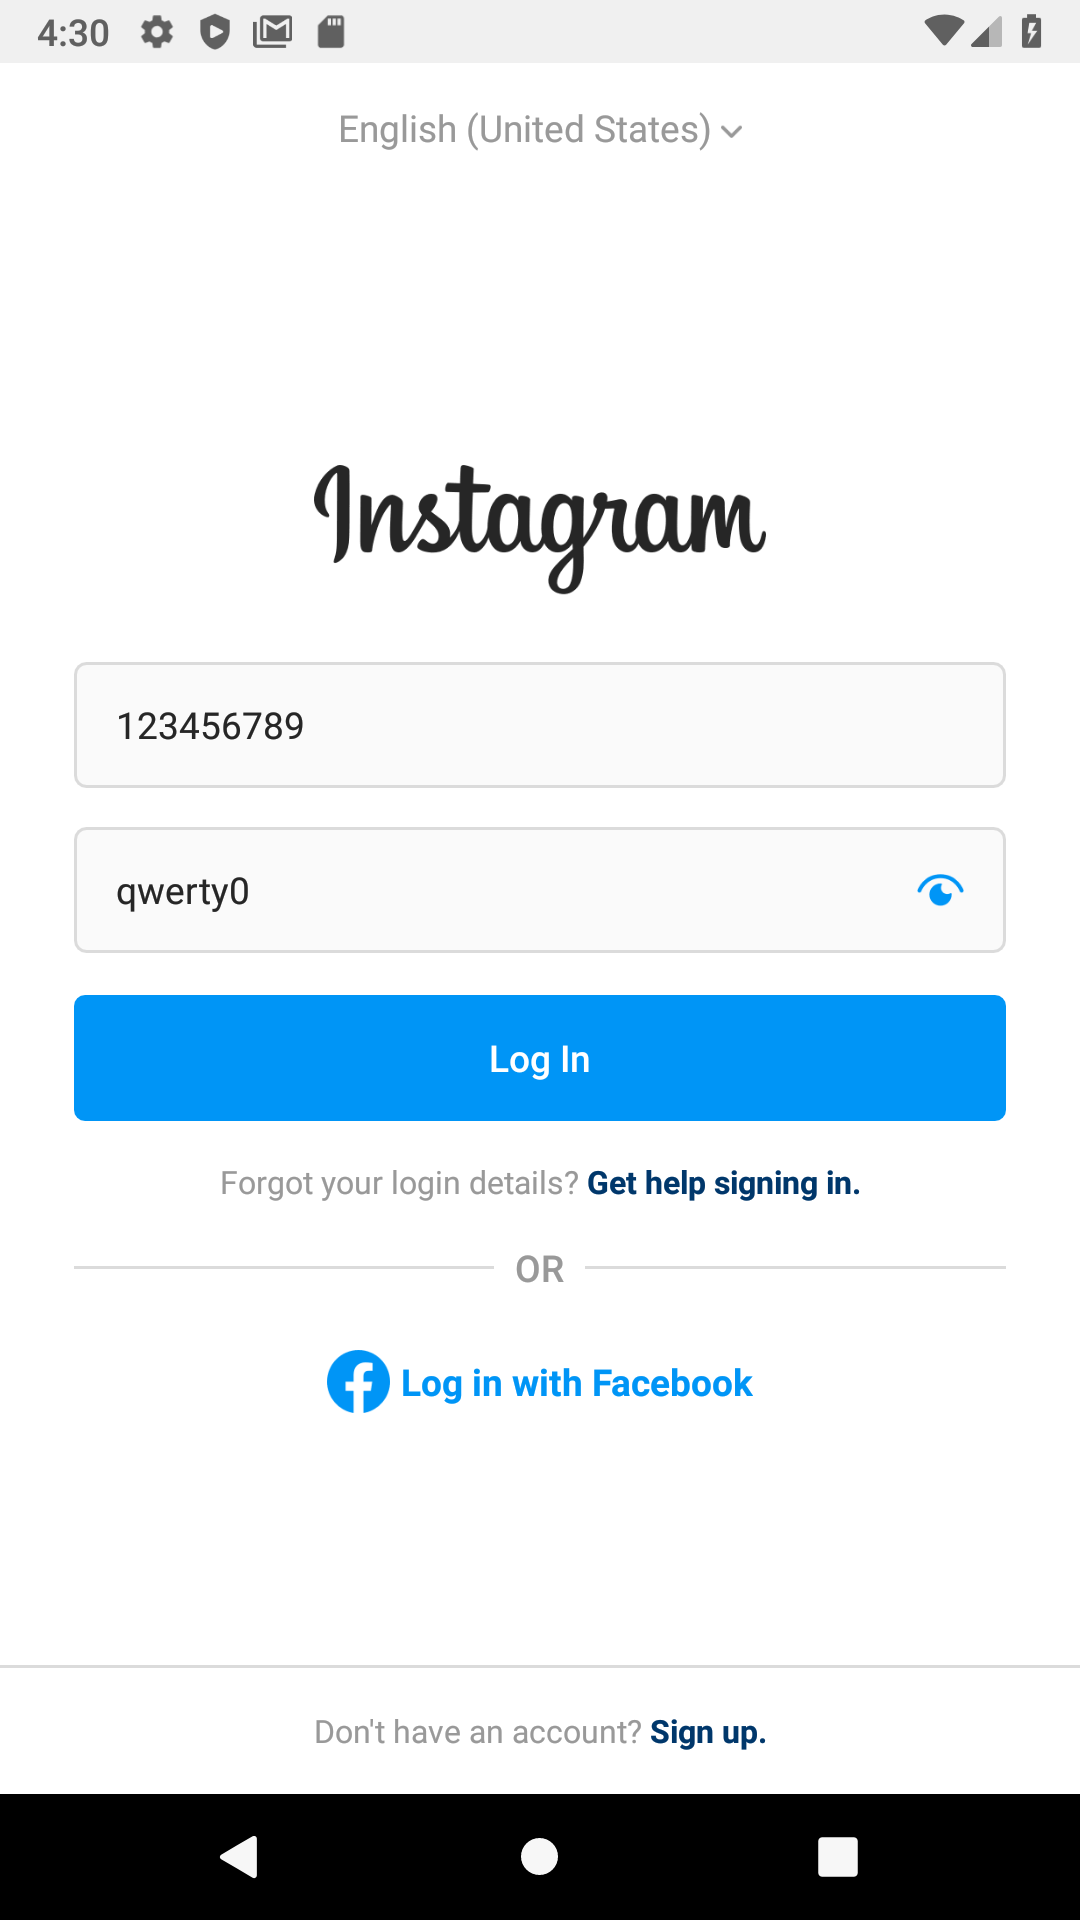 4:30
English (United States)
Instagram
123456789
qwerty0
Log In
Forgot your login details? Get help signing in.
OR
Log in with Facebook
Don't have an account? Sign up.